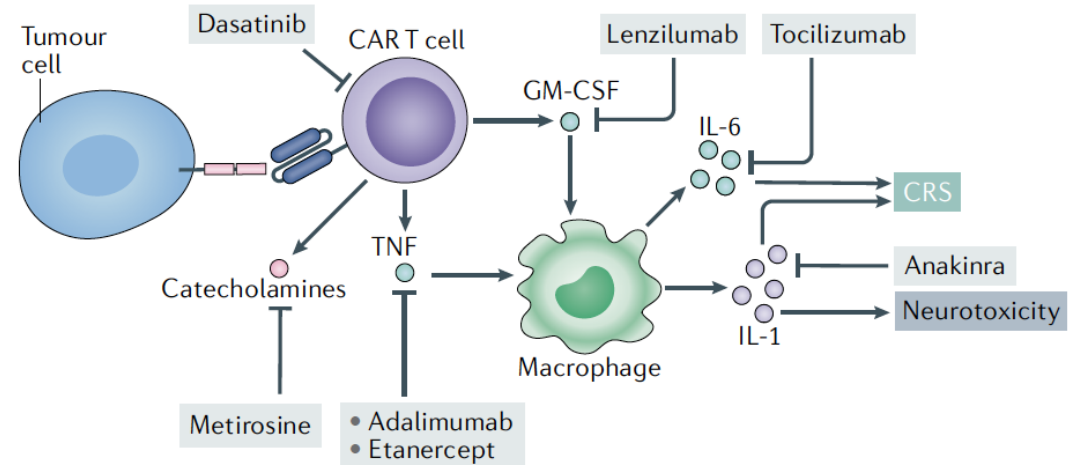 Tumour
cell
Dasatinib
CAR T cell
Lenzilumab
Tocilizumab
GM-CSF
IL-6
CRS
TNF
Catecholamines
Anakinra
Neurotoxicity
IL-1
Macrophage
Metirosine
• Adalimumab
• Etanercept